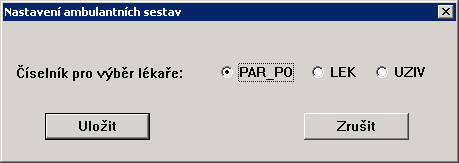 Nastavení ambulantních sestav
Číselník pro výběr lékaře: PAR_PO LEK UZIV
Uložit Zrušit